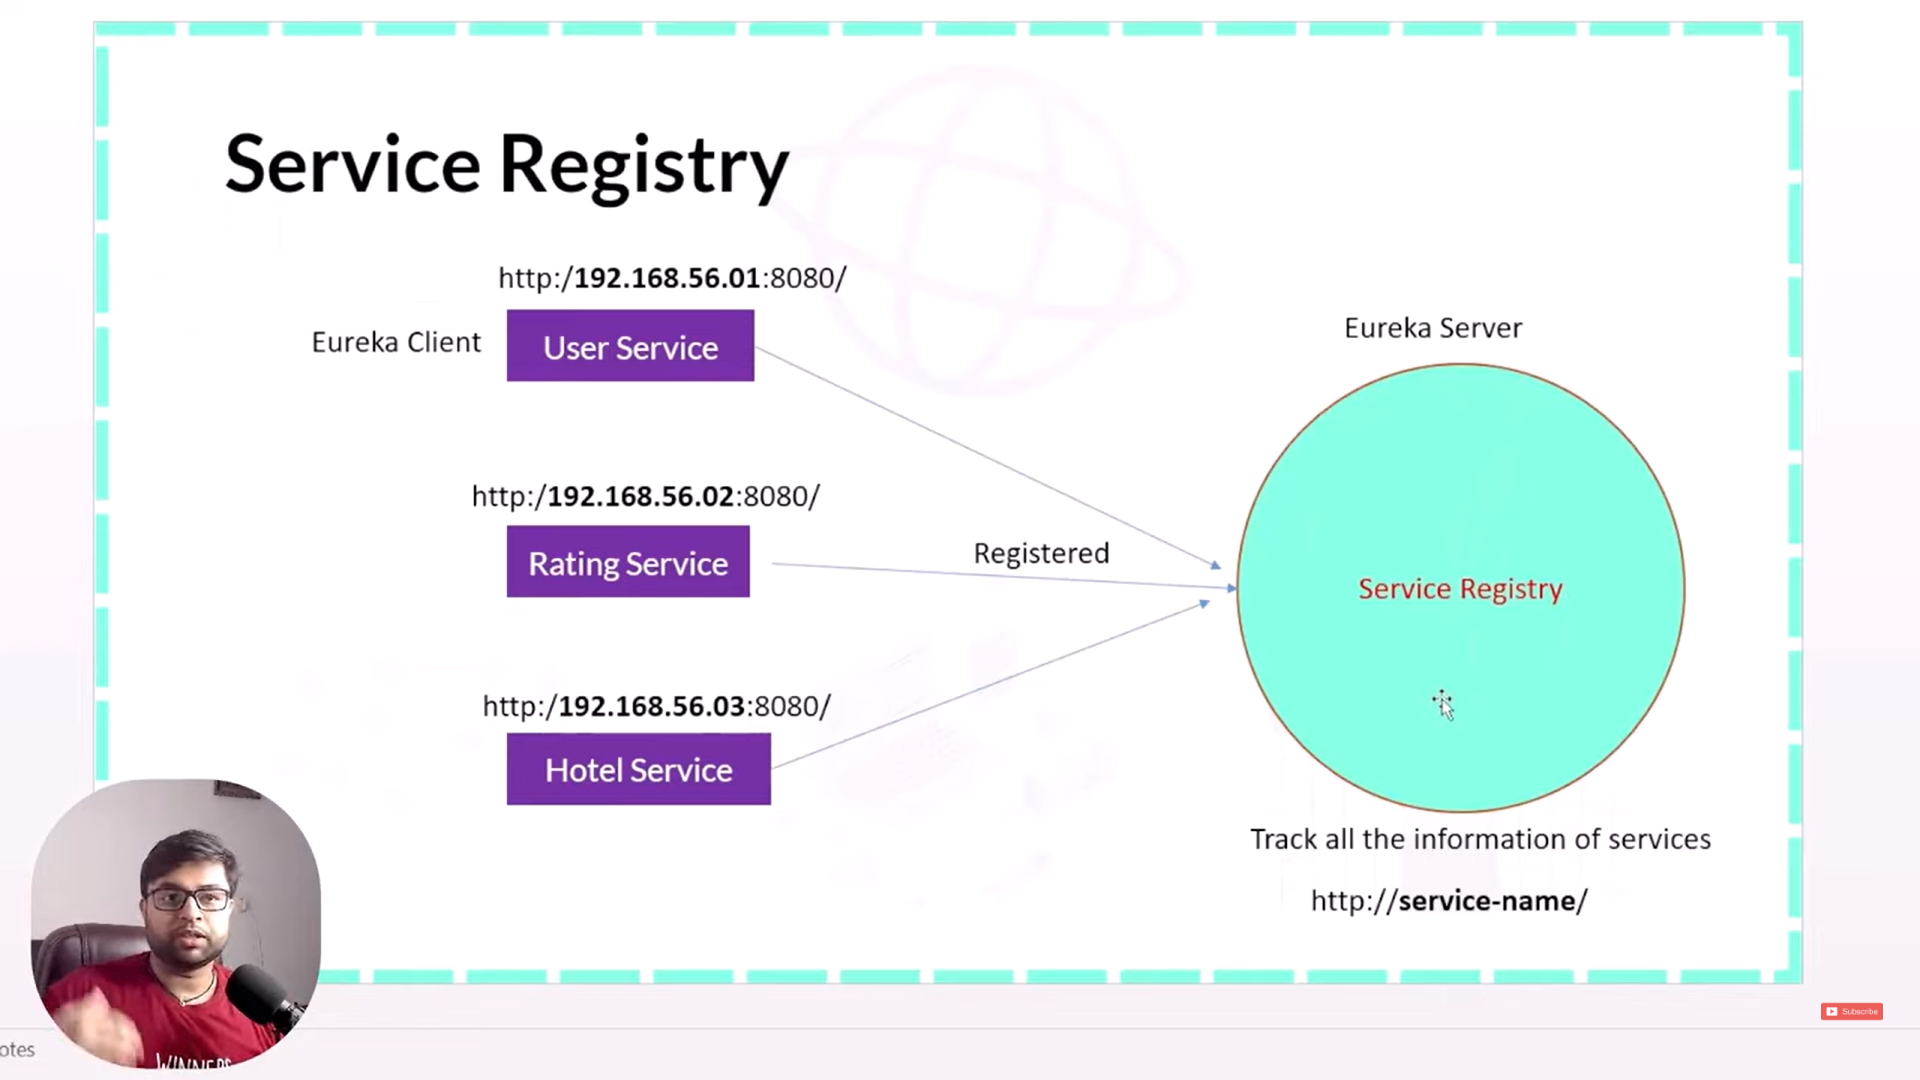 Service Registry
http:/192.168.56.01:8080/
Eureka Client
User Service
Eureka Server
http:/192.168.56.02:8080/
Rating Service
Registered
Service Registry
http:/192.168.56.03:8080/
Hotel Service
Track all the information of services
http://service-name/
Subscribe
otes
WINNERS